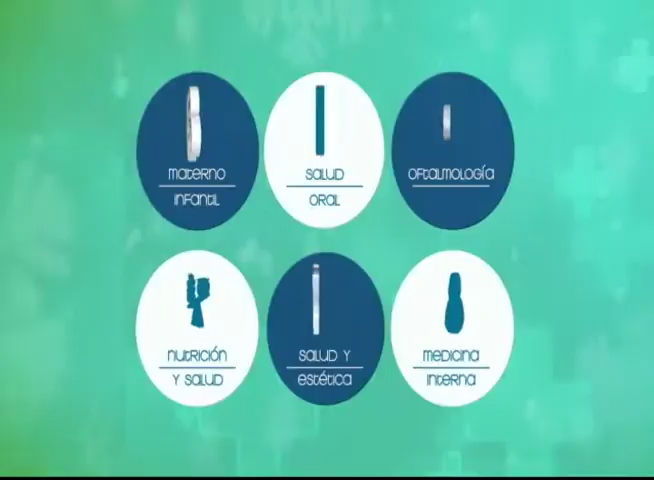 materno
infantil
salud
oral
oftalmología
nutrición
y salud
salud y
estética
medicina
interna